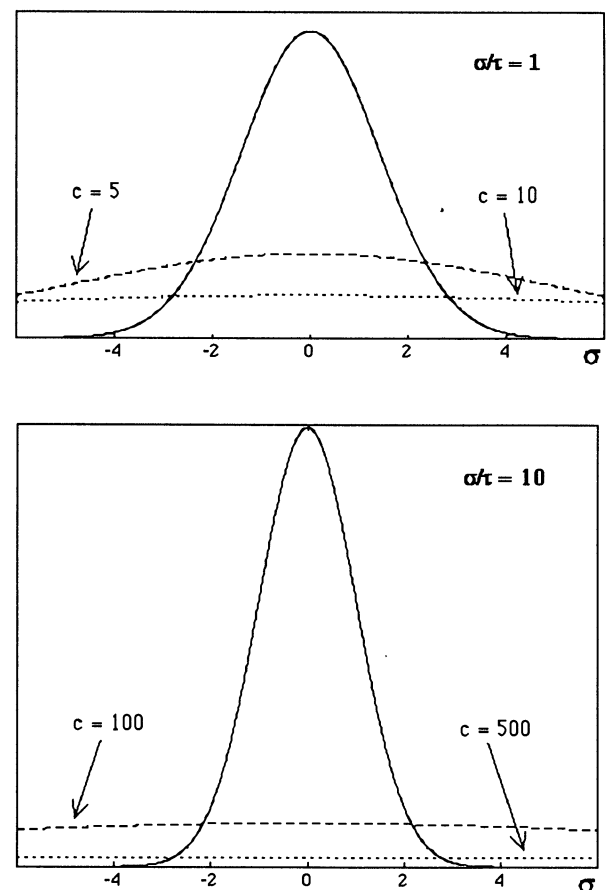 σ/τ = 1
c = 5
c = 10
-4 -2 0 2 4 σ
σ/τ = 10
c = 100
c = 500
-4 -2 0 2 4 σ